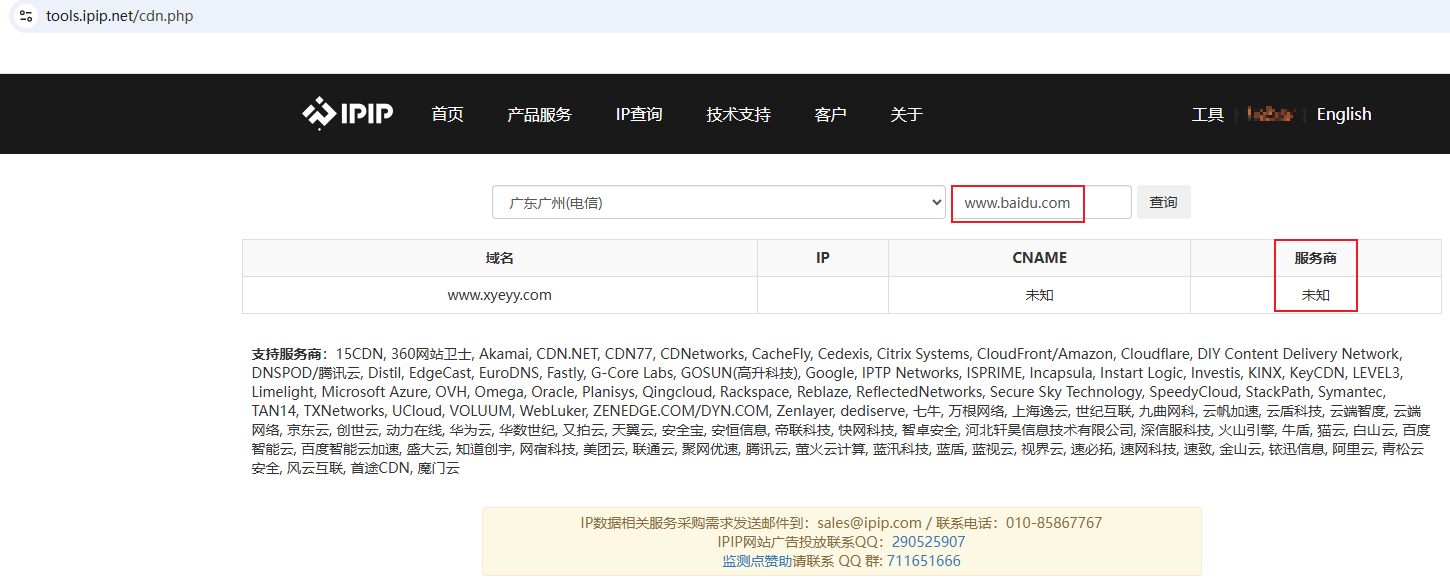 tools.ipip.net/cdn.php
IPIP 首页 产品服务 IP查询 技术支持 客户 关于 工具 English
广东广州(电信) www.baidu.com 查询
域名 IP CNAME 服务商
www.xyeyy.com 未知 未知
支持服务商：15CDN, 360网站卫士, Akamai, CDN.NET, CDN77, CDNetworks, CacheFly, Cedexis, Citrix Systems, CloudFront/Amazon, Cloudflare, DIY Content Delivery Network,
DNSPOD/腾讯云, Distil, EdgeCast, EuroDNS, Fastly, G-Core Labs, GOSUN(高升科技), Google, IPTP Networks, ISPRIME, Incapsula, Instart Logic, Investis, KINX, KeyCDN, LEVEL3,
Limelight, Microsoft Azure, OVH, Omega, Oracle, Planisys, Qingcloud, Rackspace, Reblaze, ReflectedNetworks, Secure Sky Technology, SpeedyCloud, StackPath, Symantec,
TAN14, TXNetworks, UCloud, VOLUUM, WebLuker, ZENEDGE.COM/DYN.COM, Zenlayer, dediserve, 七牛, 万根网络, 上海逸云, 世纪互联, 九曲网科, 云帆加速, 云盾科技, 云端智度, 云端
网络, 京东云, 创世云, 动力在线, 华为云, 华数世纪, 又拍云, 天翼云, 安全宝, 安恒信息, 帝联科技, 快网科技, 智卓安全, 河北轩昊信息技术有限公司, 深信服科技, 火山引擎, 牛盾, 猫云, 白山云, 百度
智能云, 百度智能云加速, 盛大云, 知道创宇, 网宿科技, 美团云, 联通云, 聚网优速, 腾讯云, 萤火云计算, 蓝汛科技, 蓝盾, 蓝视云, 视界云, 速必拓, 速网科技, 速致, 金山云, 铱迅信息, 阿里云, 青松云
安全, 风云互联, 首途CDN, 魔门云
IP数据相关服务采购需求发送邮件到：sales@ipip.com / 联系电话：010-85867767
IPIP网站广告投放联系QQ：290525907
监测点赞助请联系 QQ 群: 711651666